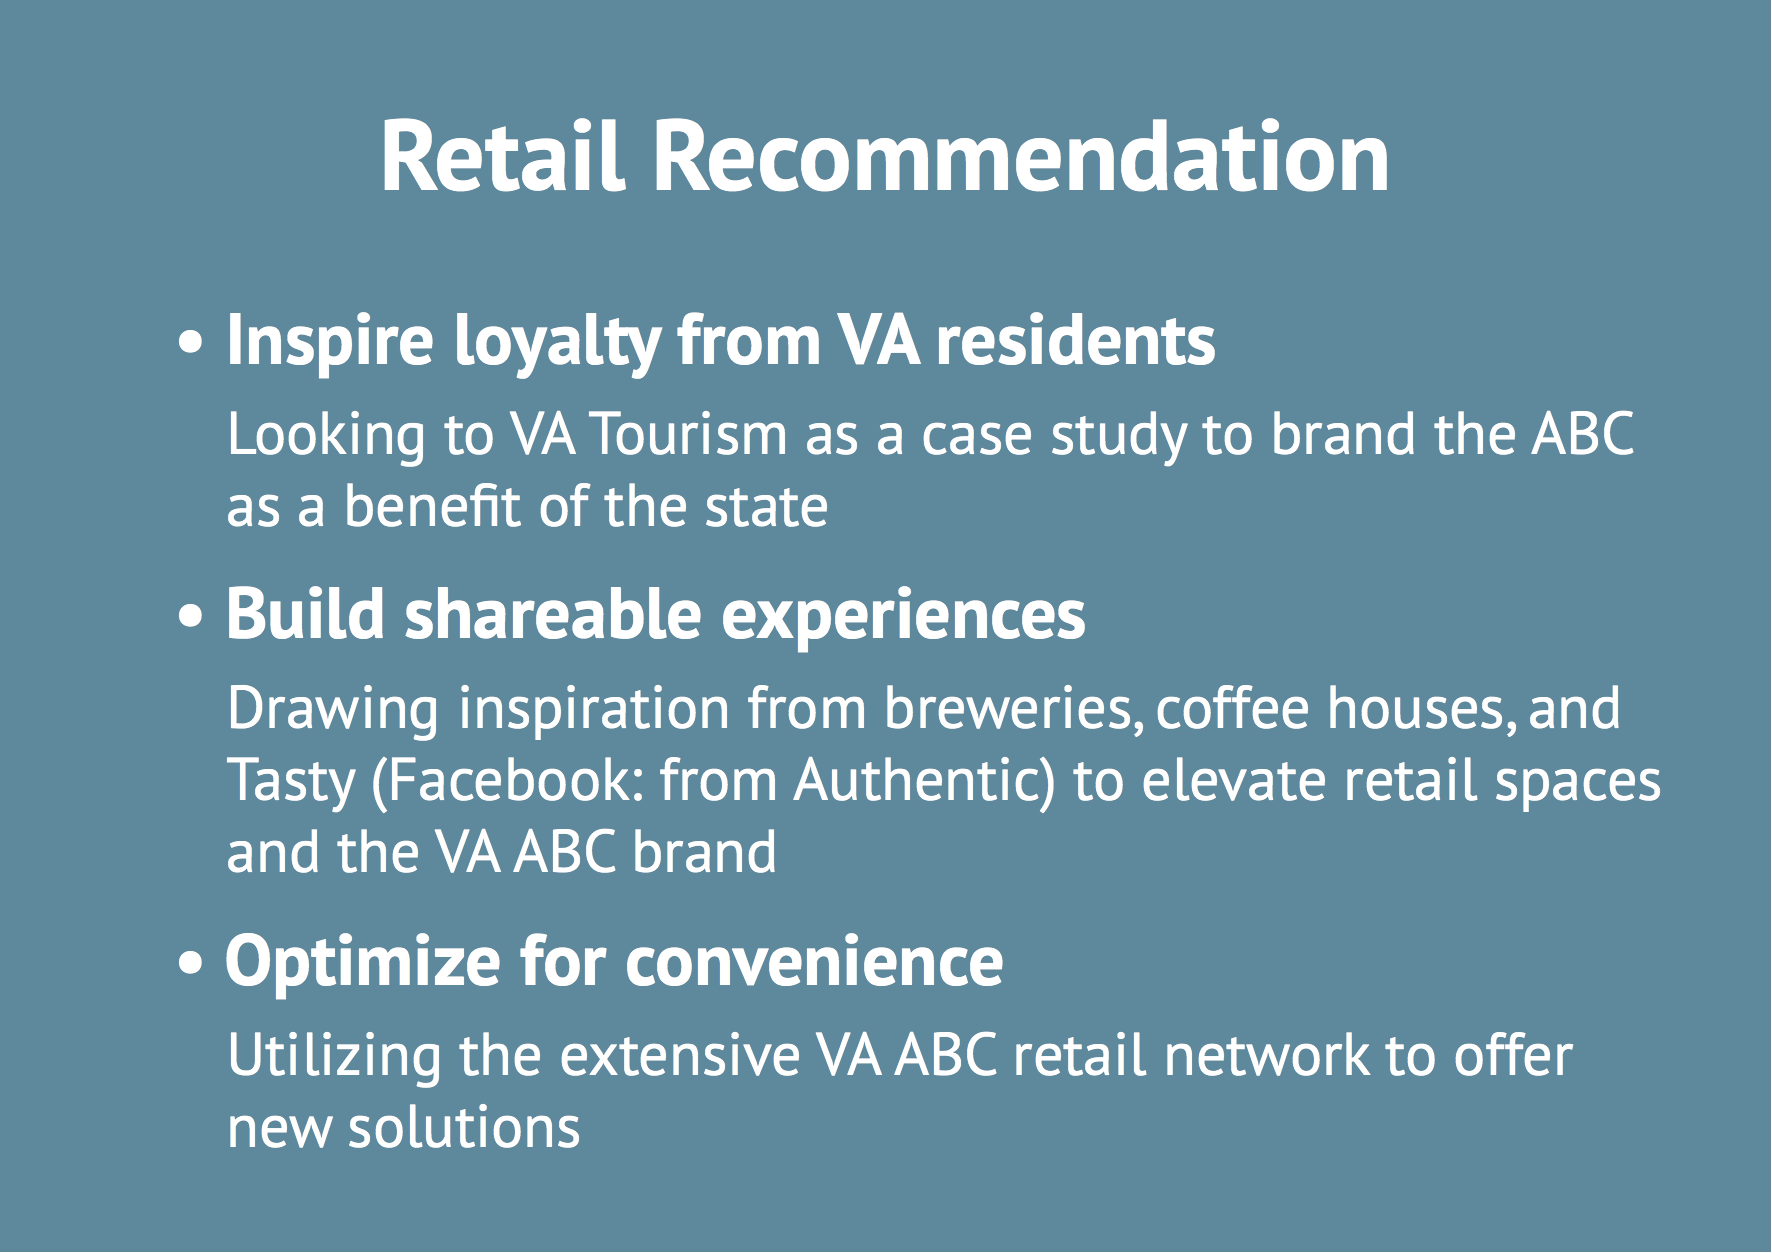 Retail Recommendation
• Inspire loyalty from VA residents
Looking to VA Tourism as a case study to brand the ABC
as a benefit of the state
• Build shareable experiences
Drawing inspiration from breweries, coffee houses, and
Tasty (Facebook: from Authentic) to elevate retail spaces
and the VA ABC brand
• Optimize for convenience
Utilizing the extensive VA ABC retail network to offer
new solutions